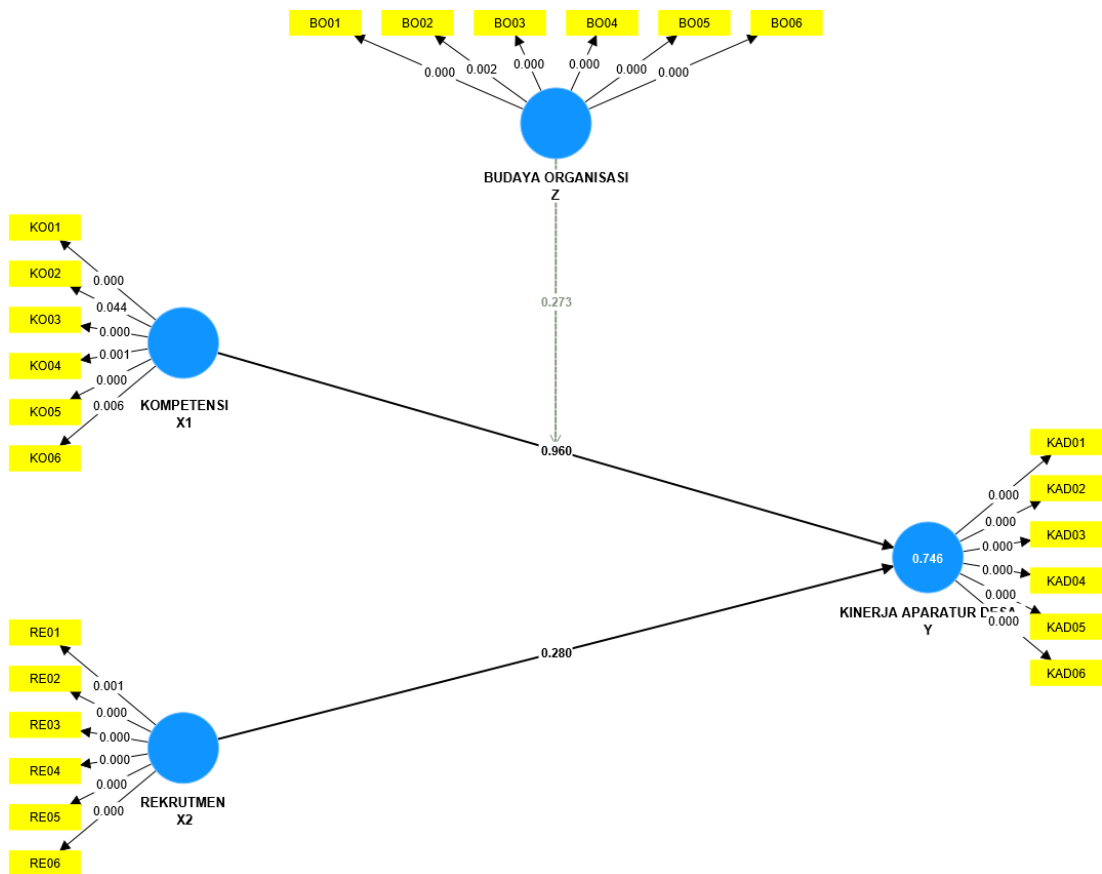 BO01 BO02 BO03 BO04 BO05 BO06
0.000 0.002 0.000 0.000 0.000 0.000
BUDAYA ORGANISASI
Z
0.273
KO01
KO02
KO03
KO04
KO05
KO06
0.000
0.044
0.000
0.001
0.000
0.006
KOMPETENSI
X1
0.960
RE01
RE02
RE03
RE04
RE05
RE06
0.001
0.000
0.000
0.000
0.000
0.000
REKRUTMEN
X2
0.280
0.746
KINERJA APARATUR DESA
Y
0.000
0.000
0.000
0.000
0.000
0.000
KAD01
KAD02
KAD03
KAD04
KAD05
KAD06